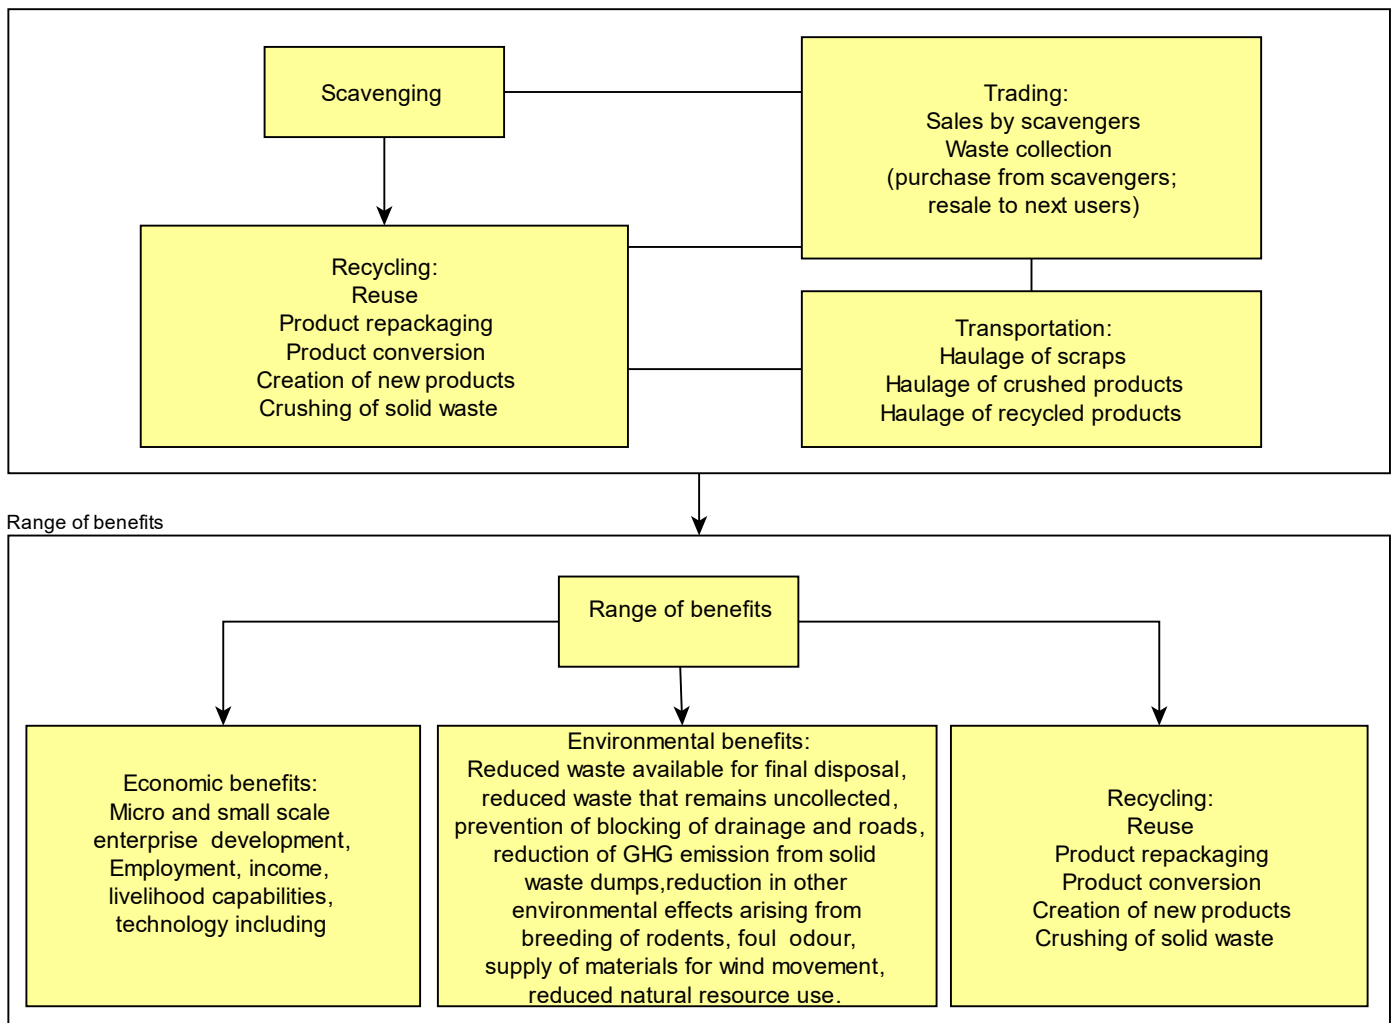 Scavenging
Trading:
Sales by scavengers
Waste collection
(purchase from scavengers;
resale to next users)
Recycling:
Reuse
Product repackaging
Product conversion
Creation of new products
Crushing of solid waste
Transportation:
Haulage of scraps
Haulage of crushed products
Haulage of recycled products
Range of benefits
Range of benefits
Economic benefits:
Micro and small scale
enterprise  development,
Employment, income,
livelihood capabilities,
technology including
Environmental benefits:
Reduced waste available for final disposal,
reduced waste that remains uncollected,
prevention of blocking of drainage and roads,
reduction of GHG emission from solid
waste dumps,reduction in other
environmental effects arising from
breeding of rodents, foul  odour,
supply of materials for wind movement,
reduced natural resource use.
Recycling:
Reuse
Product repackaging
Product conversion
Creation of new products
Crushing of solid waste